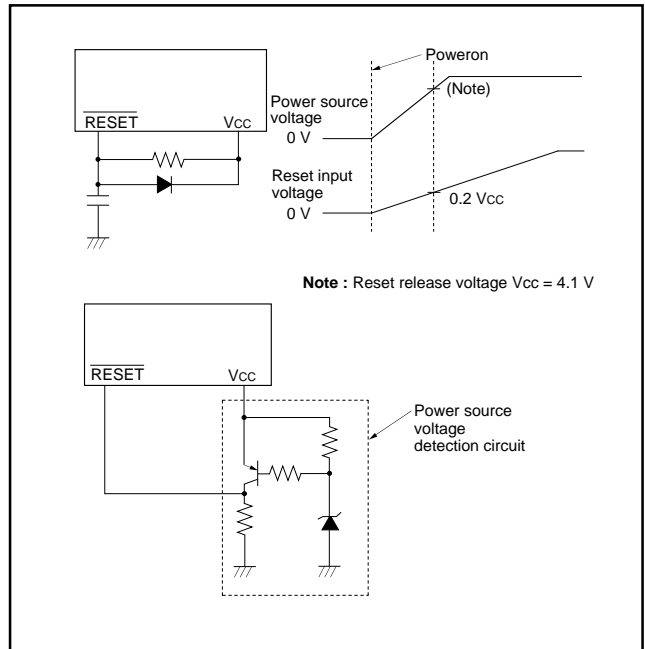 Poweron
(Note)
Power source
voltage
0 V
RESET VCC
Reset input
voltage
0 V
0.2 VCC
Note : Reset release voltage Vcc = 4.1 V
RESET VCC
Power source
voltage
detection circuit